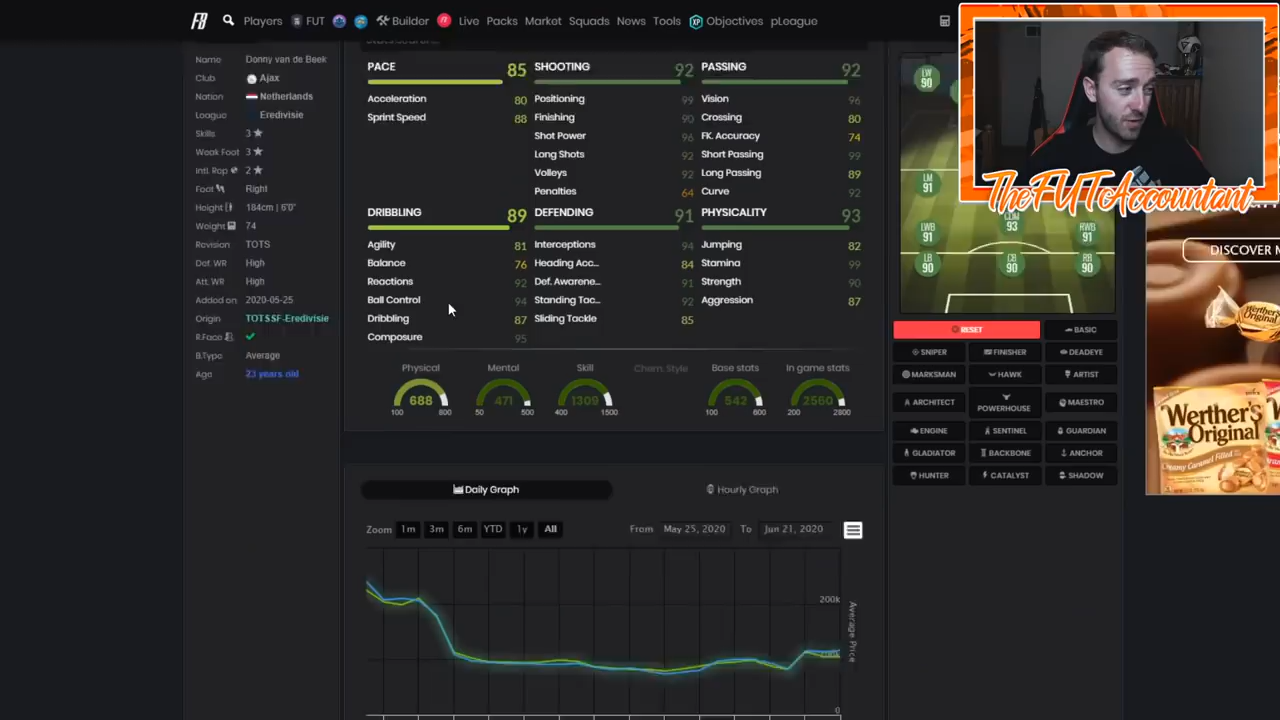 FB Players FUT Builder Live Packs Market Squads News Tools XP Objectives pLeague
Name Donny van de Beek
Club Ajax
Nation Netherlands
League Eredivisie
Skills 3
Weak Foot 3
Intl. Rep 2
Foot Right
Height 184cm | 6'0"
Weight 74
Revision TOTS
Def. WR High
Att. WR High
Added on 2020-05-25
Origin TOTSSF-Eredivisie
R.Face
B.Type Average
Age 23 years old
PACE 85
Acceleration 80
Sprint Speed 88
SHOOTING 92
Positioning 99
Finishing 90
Shot Power 96
Long Shots 92
Volleys 92
Penalties 64
PASSING 92
Vision 96
Crossing 80
FK. Accuracy 74
Short Passing 99
Long Passing 89
Curve 92
DRIBBLING 89
Agility 81
Balance 76
Reactions 92
Ball Control 94
Dribbling 87
Composure 95
DEFENDING 91
Interceptions 94
Heading Acc... 84
Def. Awarene... 92
Standing Tac... 92
Sliding Tackle 85
PHYSICALITY 93
Jumping 82
Stamina 99
Strength 90
Aggression 87
Physical Mental Skill Chem. Style Base stats In game stats
688 471 1309 542 2560
100 800 50 500 400 1500 100 600 200 2800
Daily Graph Hourly Graph
Zoom 1m 3m 6m YTD 1y All From May 25, 2020 To Jun 21, 2020
200k
0
Average Price
LW
90
LM
91
CDM
93
LWB
91
RWB
91
LB
90
CB
90
RB
90
RESET BASIC
SNIPER FINISHER DEADEYE
MARKSMAN HAWK ARTIST
ARCHITECT POWERHOUSE MAESTRO
ENGINE SENTINEL GUARDIAN
GLADIATOR BACKBONE ANCHOR
HUNTER CATALYST SHADOW
TheFUTAccountant
DISCOVER M
Werther's
Original
Creamy Caramel Filled